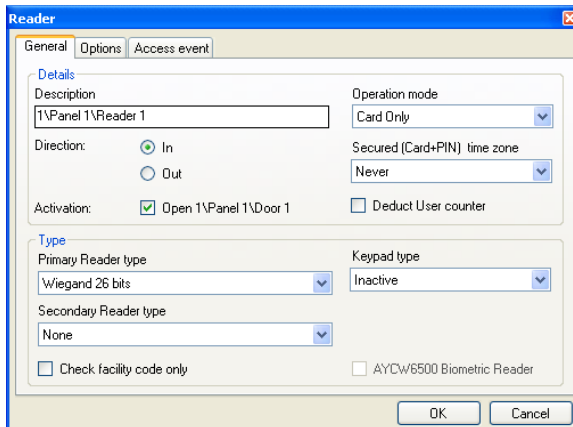 Reader
General Options Access event
Details
Description
1\Panel 1\Reader 1
Operation mode
Card Only
Direction: In
Out
Secured (Card+PIN) time zone
Never
Activation: Open 1\Panel 1\Door 1
Deduct User counter
Type
Primary Reader type
Wiegand 26 bits
Keypad type
Inactive
Secondary Reader type
None
Check facility code only
AYCW6500 Biometric Reader
OK Cancel